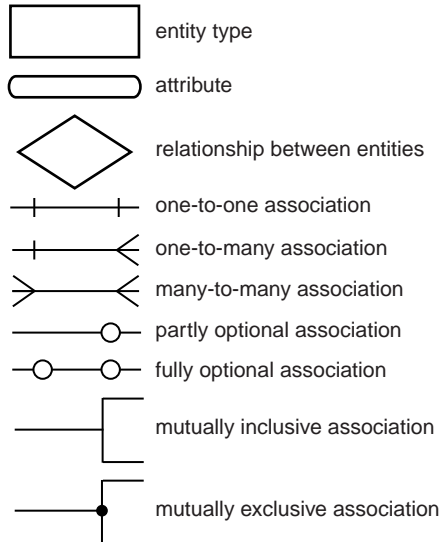 entity type
attribute
relationship between entities
one-to-one association
one-to-many association
many-to-many association
partly optional association
fully optional association
mutually inclusive association
mutually exclusive association